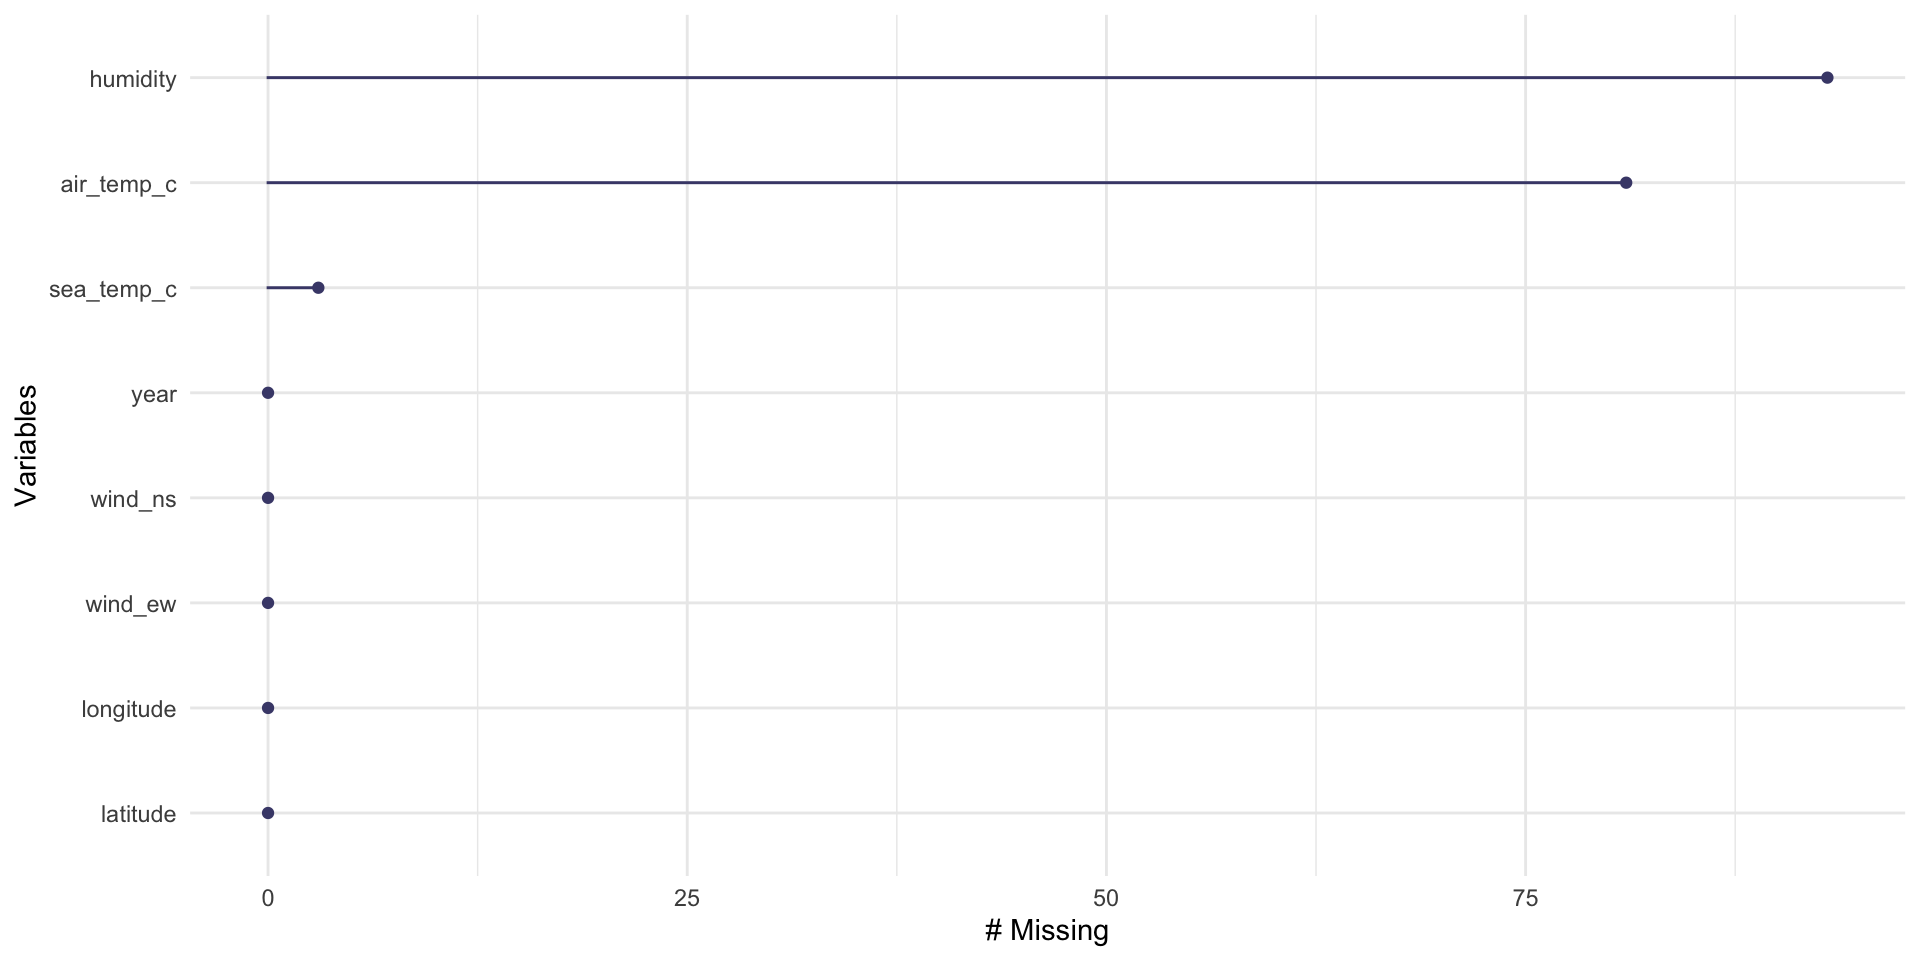 humidity
air_temp_c
sea_temp_c
year
wind_ns
wind_ew
longitude
latitude
Variables
0 25 50 75
# Missing